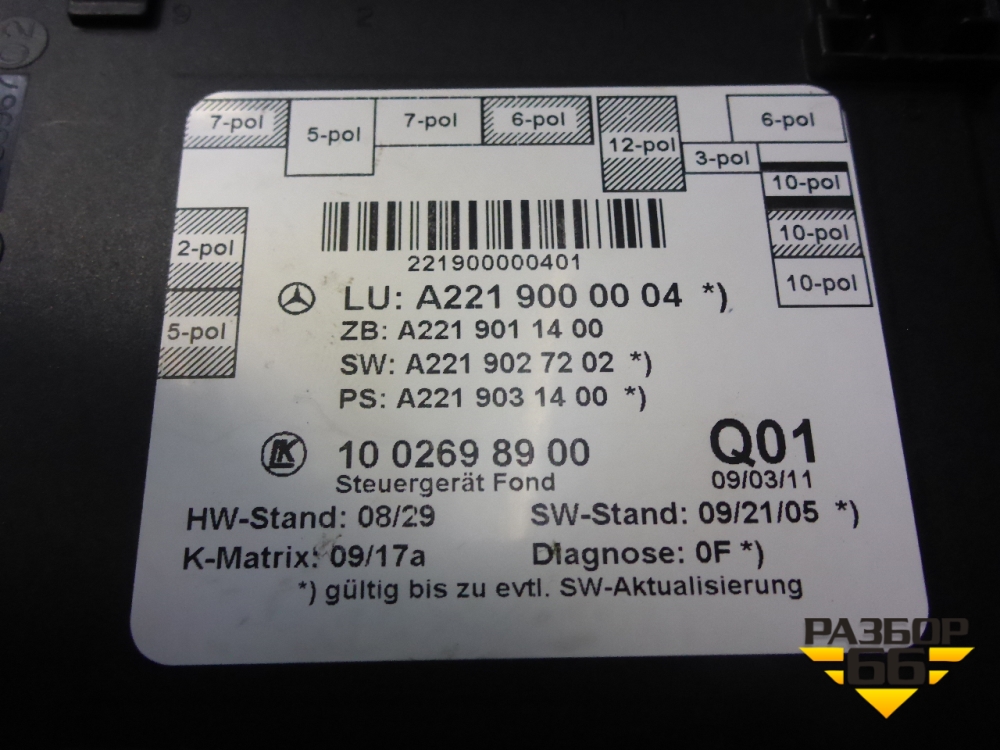 7-pol
5-pol
7-pol
6-pol
12-pol
3-pol
6-pol
10-pol
10-pol
10-pol
2-pol
5-pol
221900000401
LU: A221 900 00 04 *)
ZB: A221 901 14 00
SW: A221 902 72 02 *)
PS: A221 903 14 00 *)
10 0269 89 00
Q01
Steuergerät Fond
09/03/11
HW-Stand: 08/29
SW-Stand: 09/21/05 *)
K-Matrix: 09/17a
Diagnose: 0F *)
*) gültig bis zu evtl. SW-Aktualisierung
РАЗБОР
66